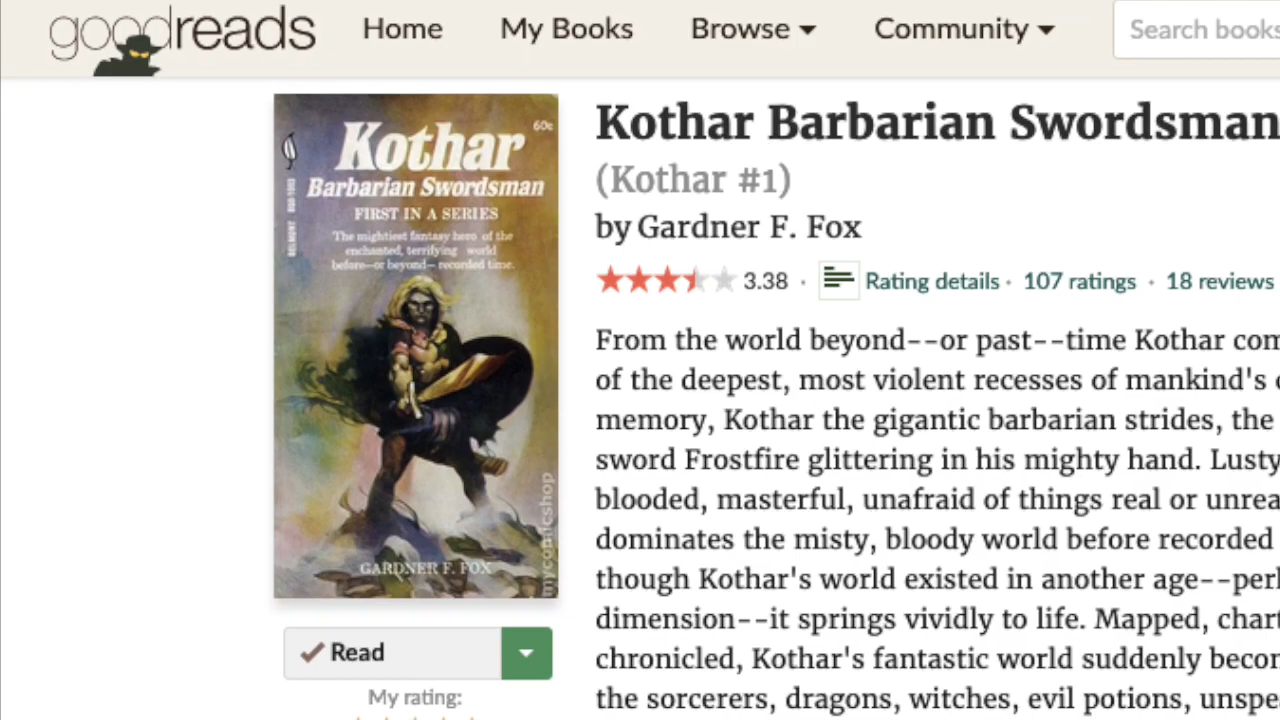 goodreads
Home
My Books
Browse
Community
Search books
Kothar
60¢
Barbarian Swordsman
FIRST IN A SERIES
The mightiest fantasy hero of the
enchanted, terrifying world
before—or beyond—recorded time.
GARDNER F. FOX
mycomicshop
Read
My rating:
Kothar Barbarian Swordsman
(Kothar #1)
by Gardner F. Fox
3.38 · Rating details · 107 ratings · 18 reviews
From the world beyond--or past--time Kothar com
of the deepest, most violent recesses of mankind's
memory, Kothar the gigantic barbarian strides, the
sword Frostfire glittering in his mighty hand. Lusty
blooded, masterful, unafraid of things real or unrea
dominates the misty, bloody world before recorded
though Kothar's world existed in another age--perh
dimension--it springs vividly to life. Mapped, chart
chronicled, Kothar's fantastic world suddenly becom
the sorcerers, dragons, witches, evil potions, unspe